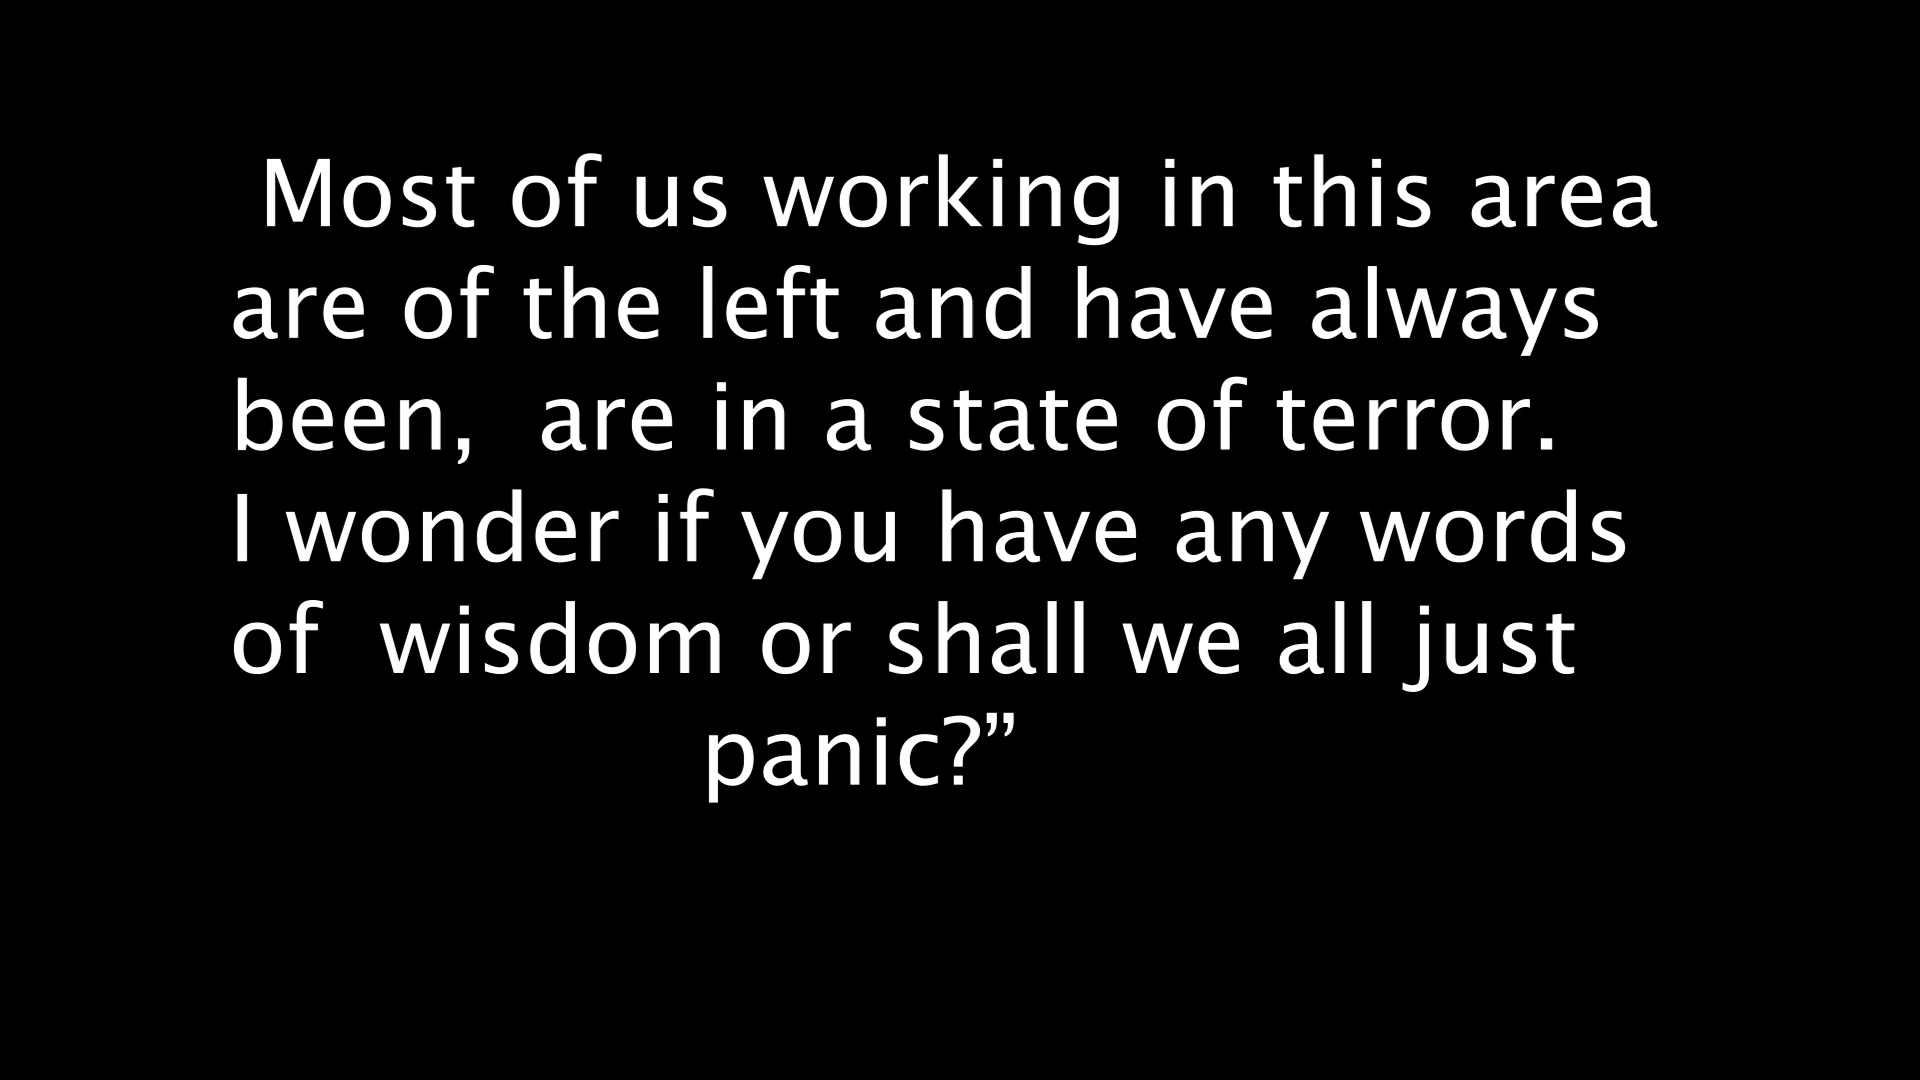 Most of us working in this area
are of the left and have always
been,  are in a state of terror.
I wonder if you have any words
of  wisdom or shall we all just
panic?”